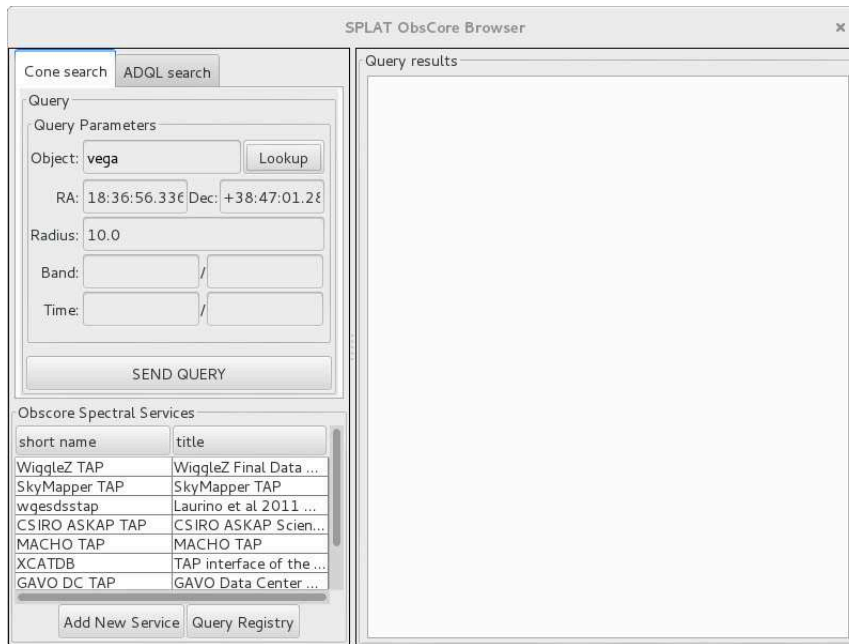 SPLAT ObsCore Browser ×
Cone search ADQL search
Query
Query Parameters
Object: vega Lookup
RA: 18:36:56.336 Dec: +38:47:01.28
Radius: 10.0
Band: /
Time: /
SEND QUERY
Obscore Spectral Services
short name title
WiggleZ TAP WiggleZ Final Data ...
SkyMapper TAP SkyMapper TAP
wgesdsstap Laurino et al 2011 ...
CSIRO ASKAP TAP CSIRO ASKAP Scien...
MACHO TAP MACHO TAP
XCATDB TAP interface of the ...
GAVO DC TAP GAVO Data Center ...
Add New Service Query Registry
Query results